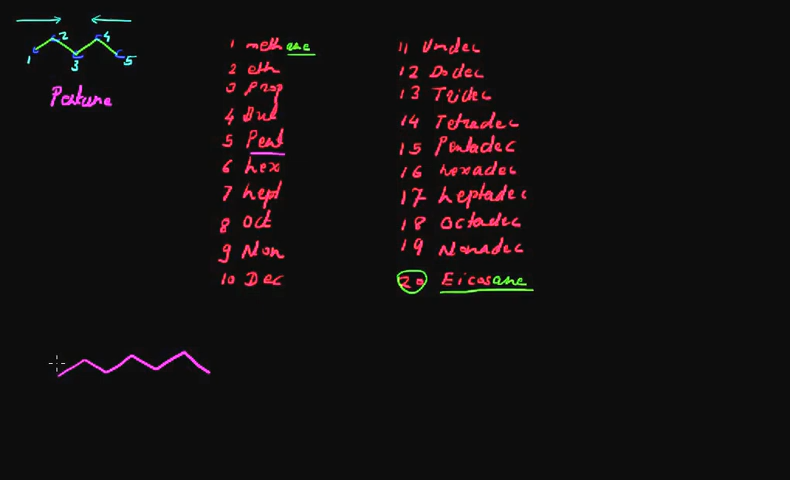 2 4
1 3 5
Pentane
1 methane
2 eth
3 Prop
4 But
5 Pent
6 hex
7 hept
8 Oct
9 Non
10 Dec
11 Undec
12 Dodec
13 Tridec
14 Tetradec
15 Pentadec
16 hexadec
17 heptadec
18 Octadec
19 Nonadec
20 Eicosane